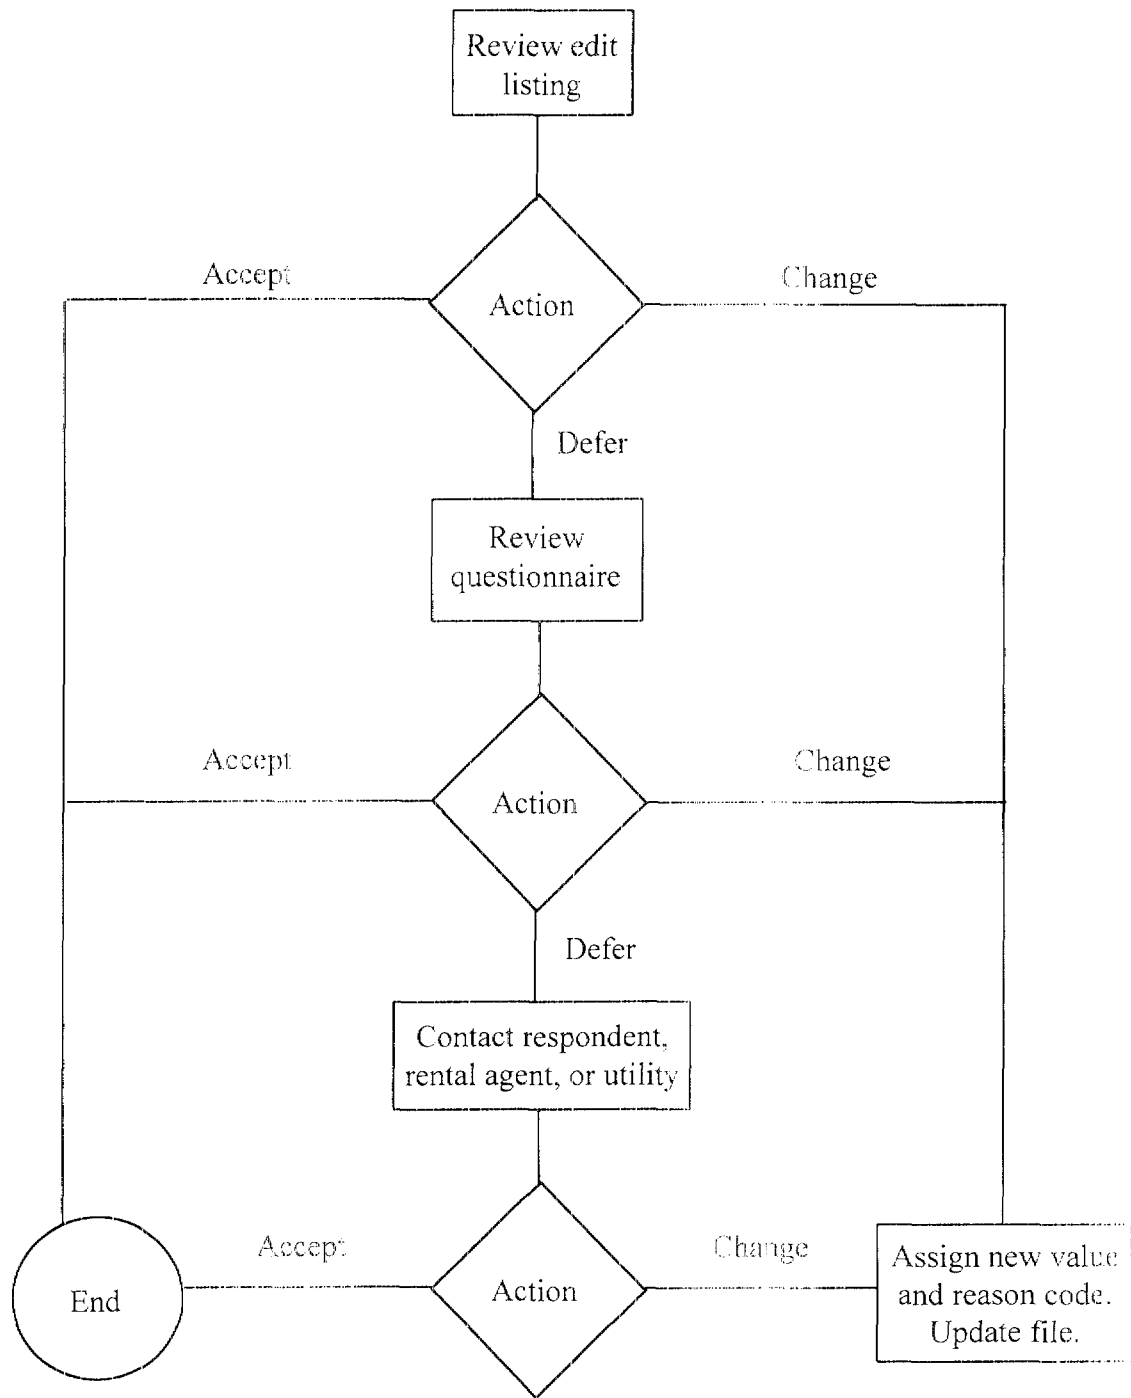 Review edit
listing
Accept
Change
Action
Defer
Review
questionnaire
Accept
Change
Action
Defer
Contact respondent,
rental agent, or utility
Accept
Change
Action
End
Assign new value
and reason code.
Update file.